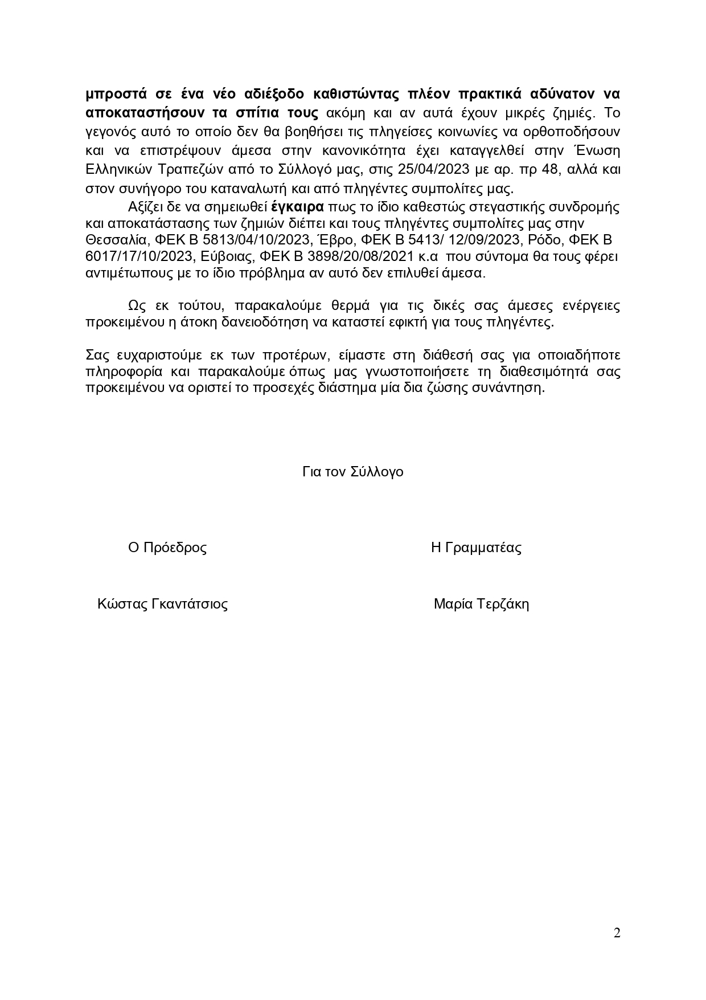 μπροστά σε ένα νέο αδιέξοδο καθιστώντας πλέον πρακτικά αδύνατον να
αποκαταστήσουν τα σπίτια τους ακόμη και αν αυτά έχουν μικρές ζημιές. Το
γεγονός αυτό το οποίο δεν θα βοηθήσει τις πληγείσες κοινωνίες να ορθοποδήσουν
και να επιστρέψουν άμεσα στην κανονικότητα έχει καταγγελθεί στην Ένωση
Ελληνικών Τραπεζών από το Σύλλογό μας, στις 25/04/2023 με αρ. πρ 48, αλλά και
στον συνήγορο του καταναλωτή και από πληγέντες συμπολίτες μας.
Αξίζει δε να σημειωθεί έγκαιρα πως το ίδιο καθεστώς στεγαστικής συνδρομής
και αποκατάστασης των ζημιών διέπει και τους πληγέντες συμπολίτες μας στην
Θεσσαλία, ΦΕΚ Β 5813/04/10/2023, Έβρο, ΦΕΚ Β 5413/ 12/09/2023, Ρόδο, ΦΕΚ Β
6017/17/10/2023, Εύβοιας, ΦΕΚ Β 3898/20/08/2021 κ.α  που σύντομα θα τους φέρει
αντιμέτωπους με το ίδιο πρόβλημα αν αυτό δεν επιλυθεί άμεσα.
Ως εκ τούτου, παρακαλούμε θερμά για τις δικές σας άμεσες ενέργειες
προκειμένου η άτοκη δανειοδότηση να καταστεί εφικτή για τους πληγέντες.
Σας ευχαριστούμε εκ των προτέρων, είμαστε στη διάθεσή σας για οποιαδήποτε
πληροφορία και παρακαλούμε όπως μας γνωστοποιήσετε τη διαθεσιμότητά σας
προκειμένου να οριστεί το προσεχές διάστημα μία δια ζώσης συνάντηση.
Για τον Σύλλογο
Ο Πρόεδρος Η Γραμματέας
Κώστας Γκαντάτσιος Μαρία Τερζάκη
2